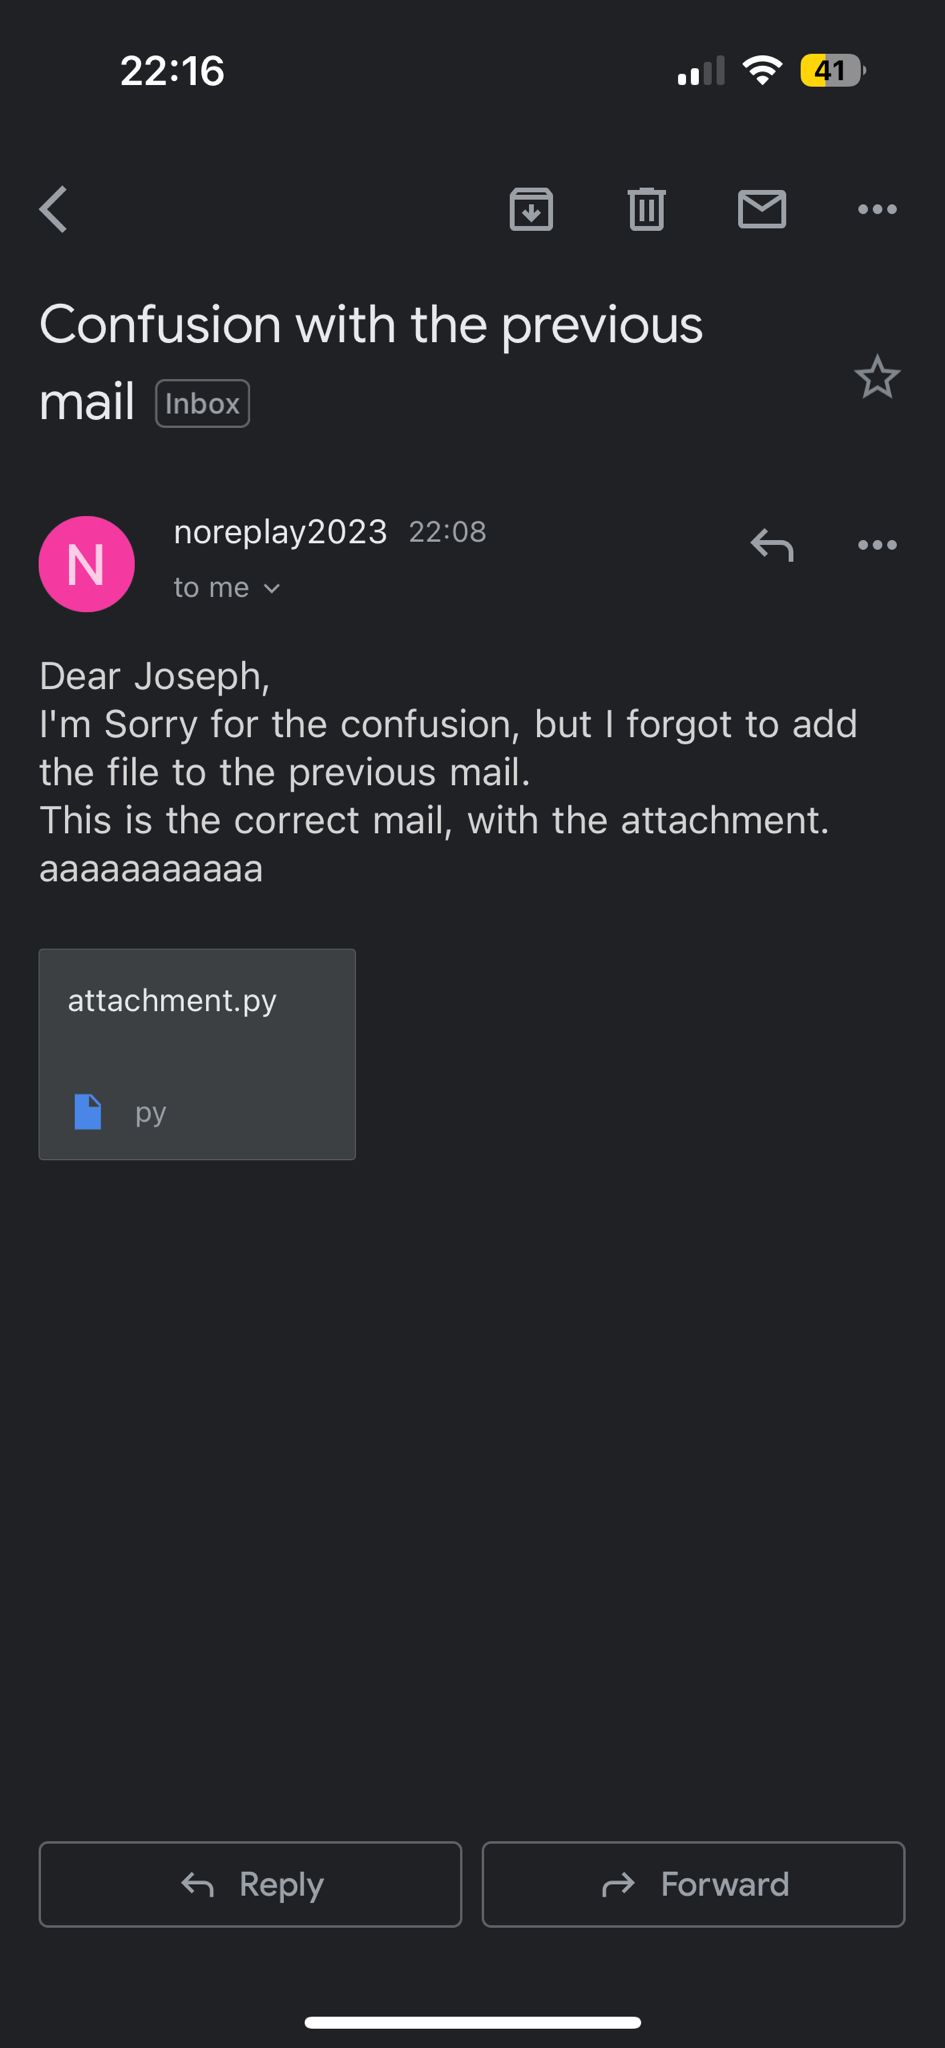 22:16
41
Confusion with the previous
mail Inbox
N
noreplay2023 22:08
to me
Dear Joseph,
I'm Sorry for the confusion, but I forgot to add
the file to the previous mail.
This is the correct mail, with the attachment.
aaaaaaaaaaa
attachment.py
py
Reply
Forward